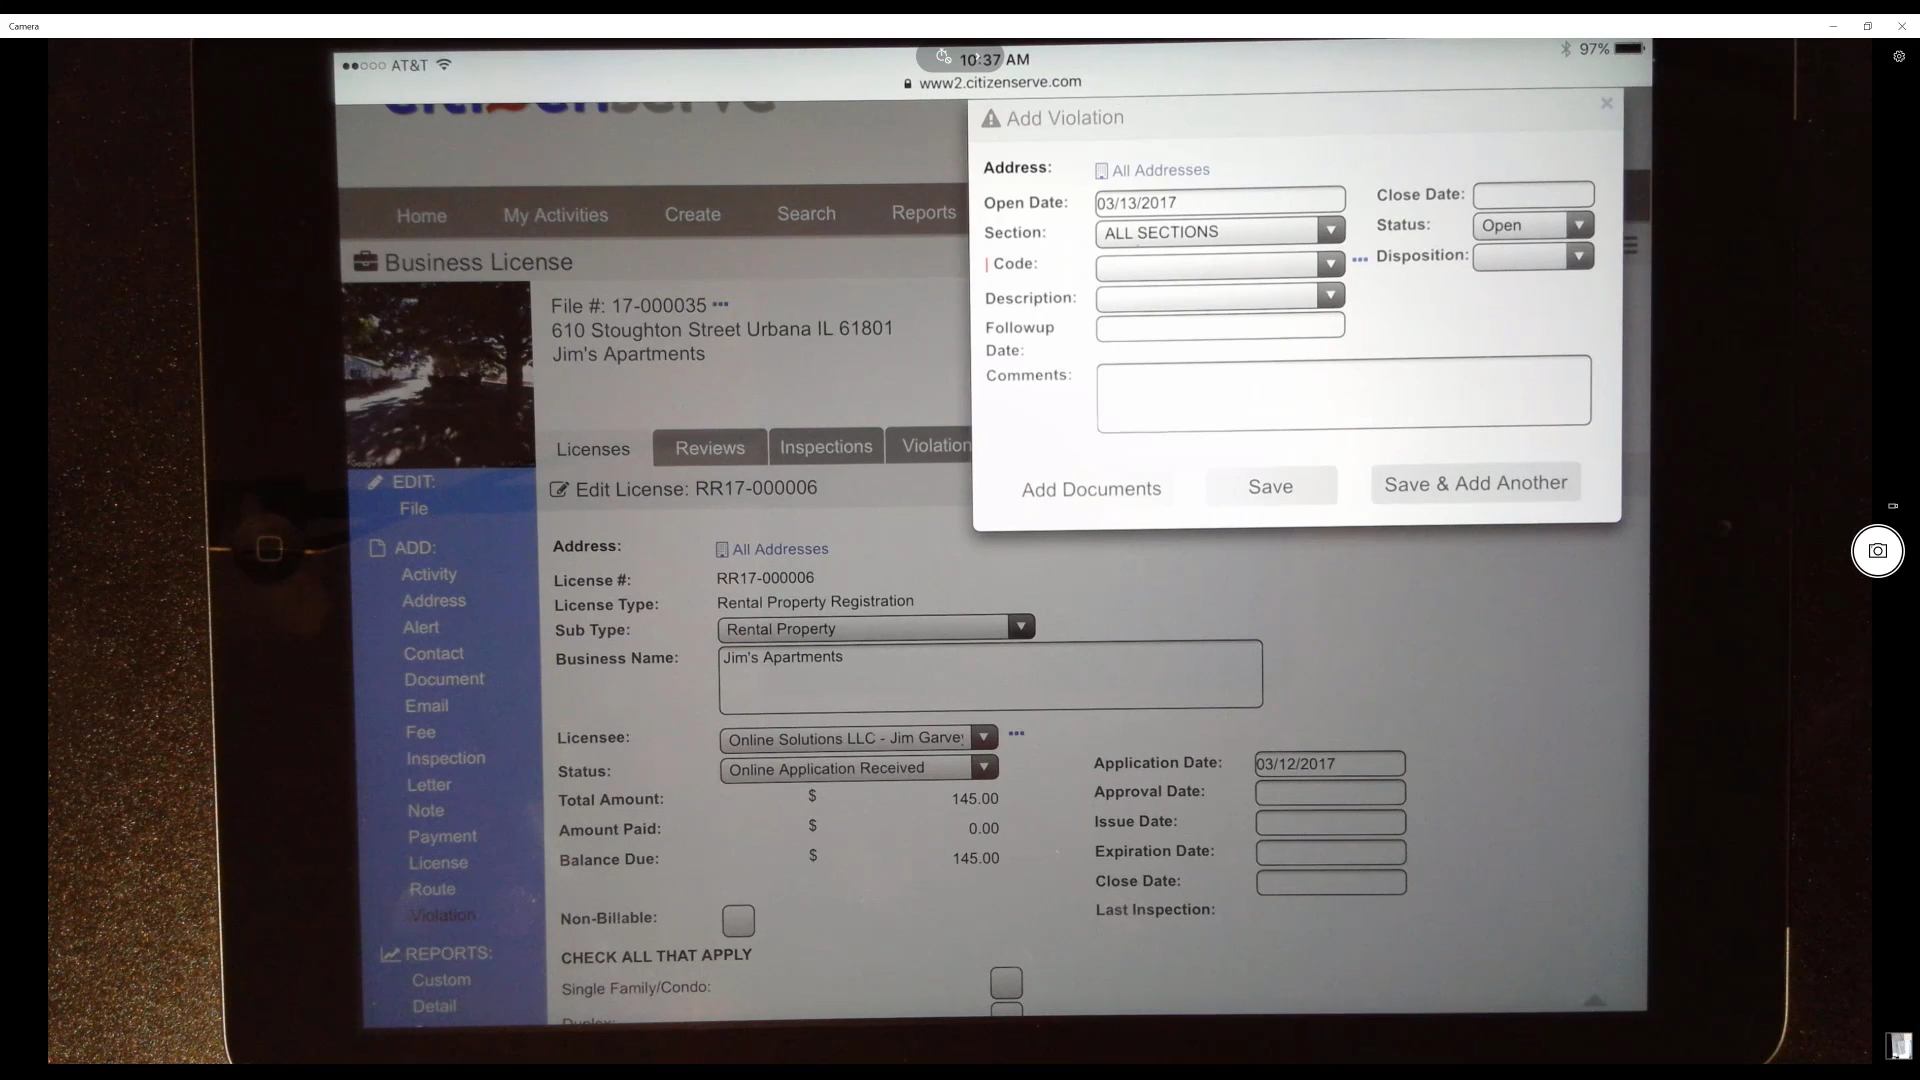 Camera
AT&T
10:37 AM
97%
www2.citizenserve.com
citizenserve
Home
My Activities
Create
Search
Reports
Business License
File #: 17-000035 •••
610 Stoughton Street Urbana IL 61801
Jim's Apartments
Licenses
Reviews
Inspections
Violation
Edit License: RR17-000006
EDIT:
File
ADD:
Activity
Address
Alert
Contact
Document
Email
Fee
Inspection
Letter
Note
Payment
License
Route
Violation
REPORTS:
Custom
Detail
Address: All Addresses
License #: RR17-000006
License Type: Rental Property Registration
Sub Type: Rental Property
Business Name: Jim's Apartments
Licensee: Online Solutions LLC - Jim Garvey •••
Status: Online Application Received
Total Amount: $ 145.00
Amount Paid: $ 0.00
Balance Due: $ 145.00
Application Date: 03/12/2017
Approval Date:
Issue Date:
Expiration Date:
Close Date:
Last Inspection:
Non-Billable:
CHECK ALL THAT APPLY
Single Family/Condo:
Duplex:
Add Violation
Address: All Addresses
Open Date: 03/13/2017
Close Date:
Section: ALL SECTIONS
Status: Open
Code: •••
Disposition:
Description:
Followup
Date:
Comments:
Add Documents
Save
Save & Add Another